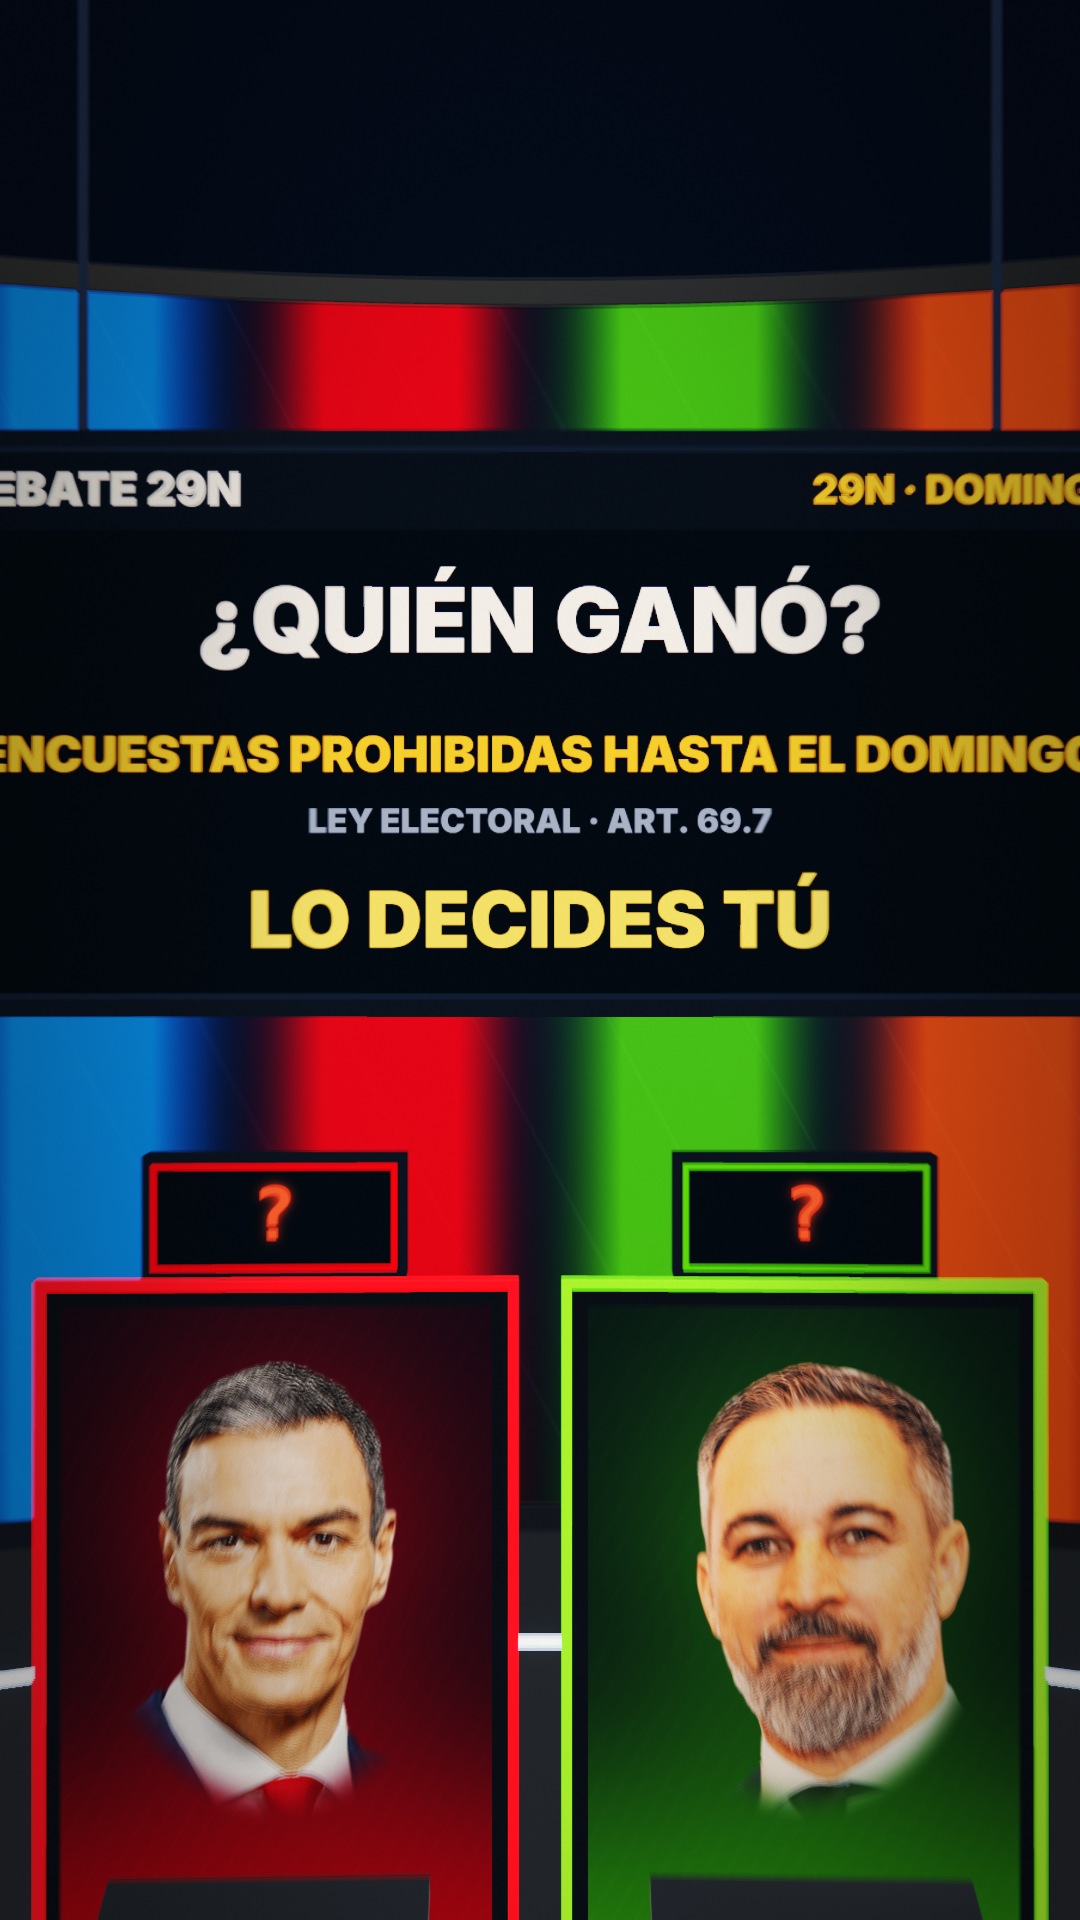 EBATE 29N
29N · DOMING
¿QUIÉN GANÓ?
ENCUESTAS PROHIBIDAS HASTA EL DOMINGO
LEY ELECTORAL · ART. 69.7
LO DECIDES TÚ
?
?